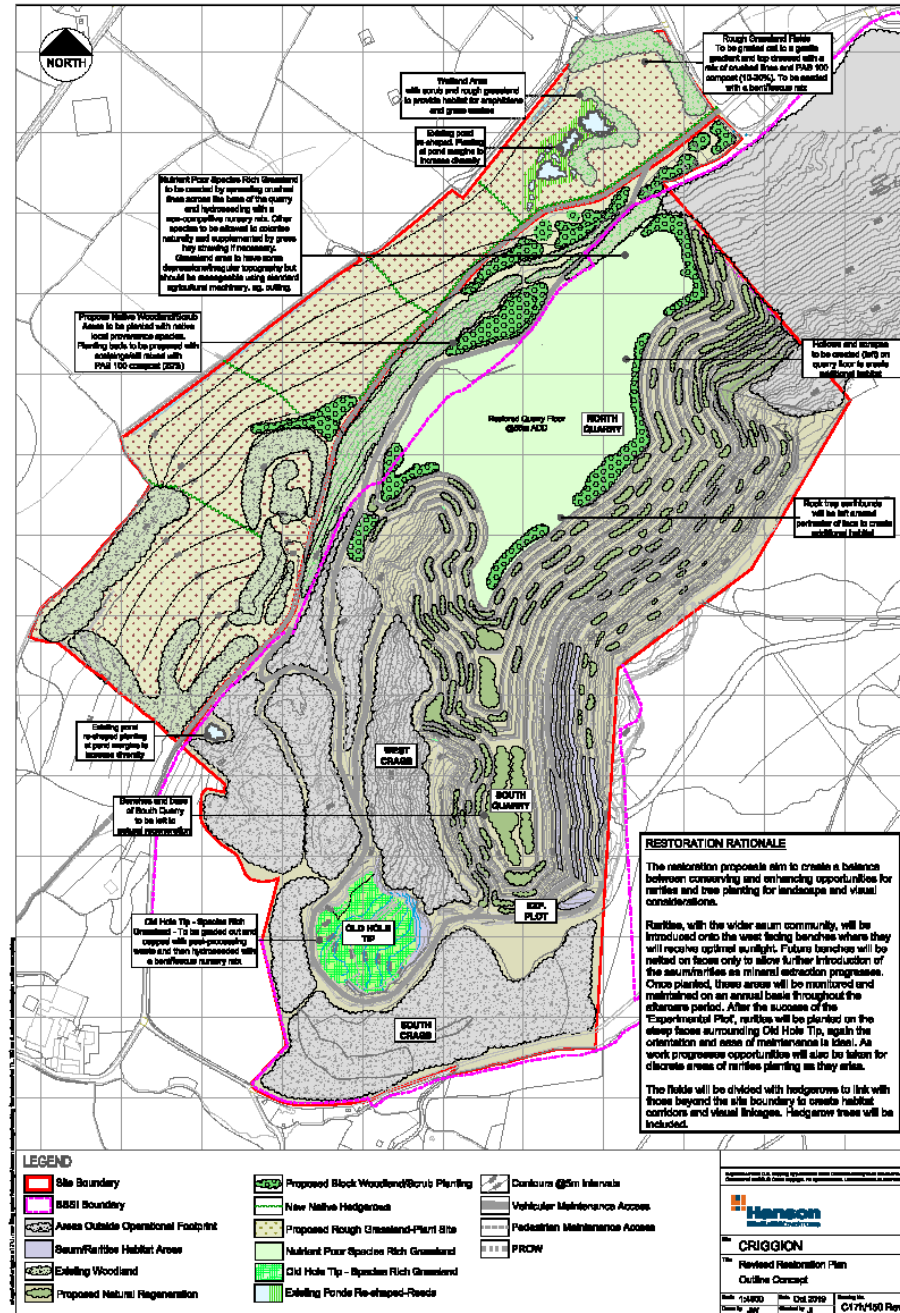 NORTH
Rough Grassland Fields
To be graded out to a gentle
gradient and top dressed with a
mix of crushed fines and PAS 100
compost (10-30%). To be seeded
with a bentiferous mix
Wetland Area
with scrub and rough grassland
to provide habitat for amphibians
and grass snakes
Existing pond
re-shaped. Planting
at pond margins to
increase diversity
Nutrient Poor Species Rich Grassland
to be created by spreading crushed
fines across the base of the quarry
and hydroseeding with a
non-competitive nursery mix. Other
species to be allowed to colonise
naturally and supplemented by green
hay strewing if necessary.
Grassland area to have some
depressions/irregular topography but
should be manageable using standard
agricultural machinery, eg. cutting.
Propose Native Woodland/Scrub
Areas to be planted with native
local provenance species.
Planting beds to be prepared with
mixed with
PAS 100 compost (25%)
Hollows and scrapes
to be created (left) on
quarry floor to create
additional habitat
Restored Quarry Floor
AOD
NORTH
QUARRY
Rock trap
will be left around
perimeter of face to create
additional habitat
Existing pond
re-shaped planting
at pond margins to
increase diversity
WEST
CRAGS
Benches and base
of South Quarry
to be left to
natural regeneration
SOUTH
QUARRY
EXP.
PLOT
Old Hole Tip - Species Rich
Grassland - To be graded out and
capped with post-processing
waste and then hydroseeded with
a bentiferous nursery mix
OLD HOLE
TIP
SOUTH
CRAGS
RESTORATION RATIONALE
The restoration proposals aim to create a balance
between conserving and enhancing opportunities for
rarities and tree planting for landscape and visual
considerations.
Rarities, with the wider seum community, will be
introduced onto the west facing benches where they
will receive optimal sunlight. Future benches will be
netted on faces only to allow further introduction of
the seum/rarities as mineral extraction progresses.
Once planted, these areas will be monitored and
maintained on an annual basis throughout the
aftercare period. After the success of the
'Experimental Plot', rarities will be planted on the
steep faces surrounding Old Hole Tip, again the
orientation and ease of maintenance is ideal. As
work progresses opportunities will also be taken for
discrete areas of rarities planting as they arise.
The fields will be divided with hedgerows to link with
those beyond the site boundary to create habitat
corridors and visual linkages. Hedgerow trees will be
included.
LEGEND
Site Boundary
SSSI Boundary
Areas Outside Operational Footprint
Seum/Rarities Habitat Areas
Existing Woodland
Proposed Natural Regeneration
Proposed Block Woodland/Scrub Planting
New Native Hedgerows
Proposed Rough Grassland-Plant Site
Nutrient Poor Species Rich Grassland
Old Hole Tip - Species Rich Grassland
Existing Ponds Re-shaped-Reeds
Contours @5m Intervals
Vehicular Maintenance Access
Pedestrian Maintenance Access
PROW
Hanson
CRIGGION
Title Revised Restoration Plan
Outline Concept
Scale Date Oct 2019 Drawing No.
Drawn by